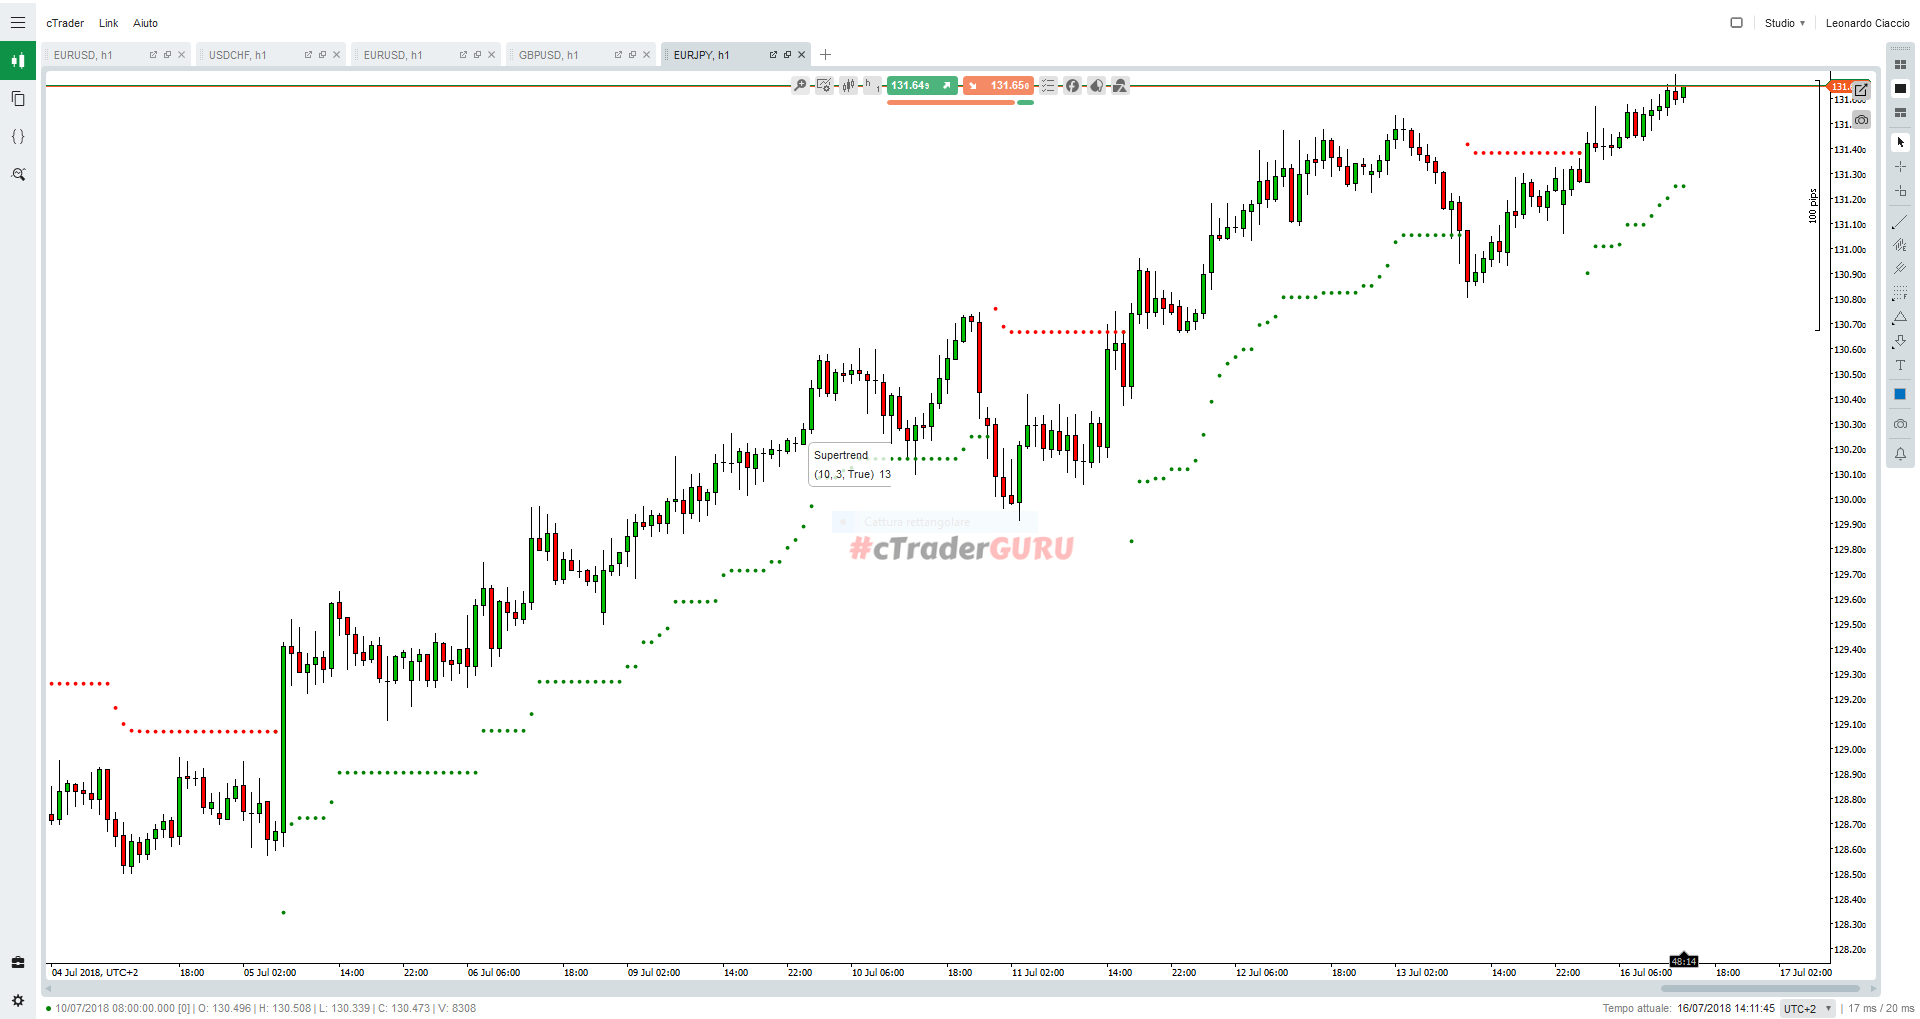 cTrader Link Aiuto
Studio
Leonardo Ciaccio
EURUSD, h1
USDCHF, h1
EURUSD, h1
GBPUSD, h1
EURJPY, h1
h1
131.649
131.650
131.600
131.400
131.300
131.200
131.100
131.000
130.900
130.800
130.700
130.600
130.500
130.400
130.300
130.200
130.100
130.000
129.900
129.800
129.700
129.600
129.500
129.400
129.300
129.200
129.100
129.000
128.900
128.800
128.700
128.600
128.500
128.400
128.300
128.200
100 pips
Supertrend
(10, 3, True) 13
Cattura rettangolare
#cTraderGURU
48:14
04 Jul 2018, UTC+2 18:00 05 Jul 02:00 14:00 22:00 06 Jul 06:00 18:00 09 Jul 02:00 14:00 22:00 10 Jul 06:00 18:00 11 Jul 02:00 14:00 22:00 12 Jul 06:00 18:00 13 Jul 02:00 14:00 22:00 16 Jul 06:00 18:00 17 Jul 02:00
10/07/2018 08:00:00.000 [0] | O: 130.496 | H: 130.508 | L: 130.339 | C: 130.473 | V: 8308
Tempo attuale: 16/07/2018 14:11:45 UTC+2 | 17 ms / 20 ms